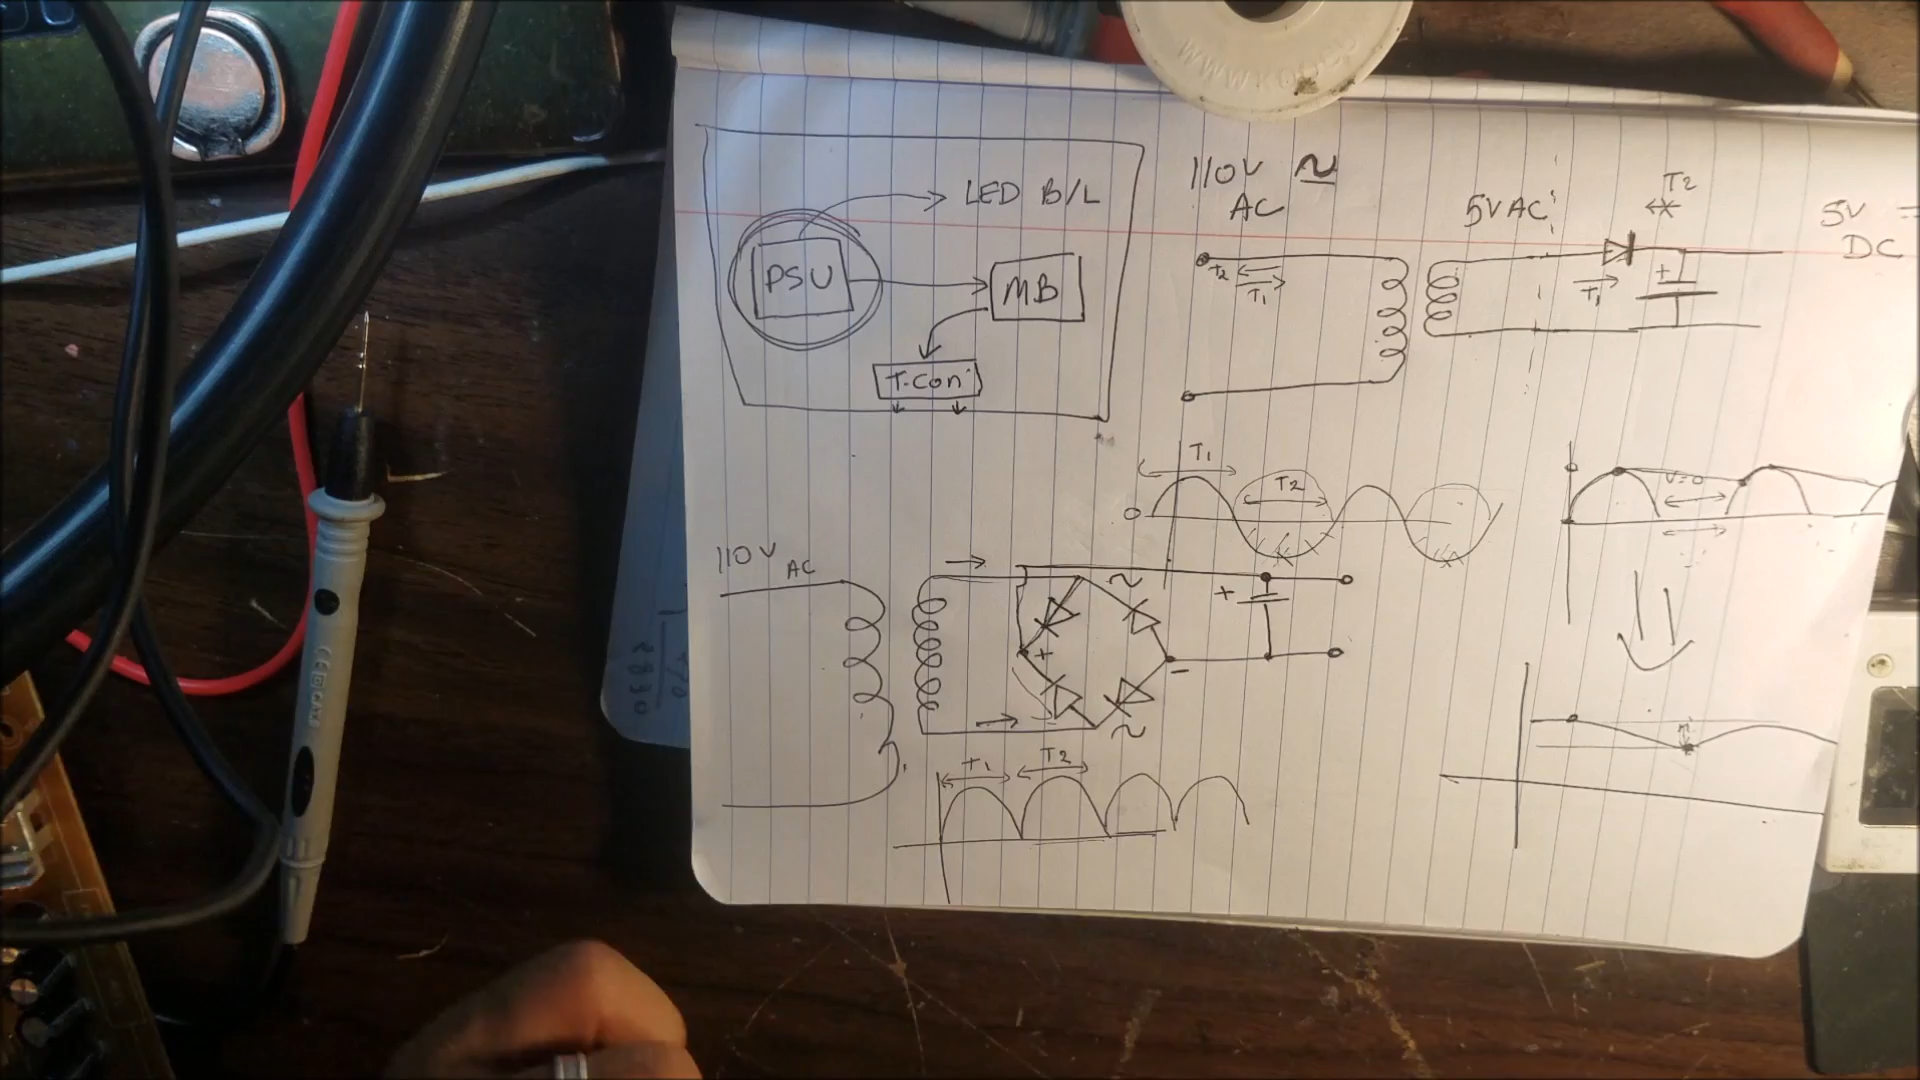 LED B/L
PSU
MB
T-Con
110V ~
AC
T2
T1
5VAC
T2
T1
+
5V =
DC
T1
T2
0
V=0
110V AC
~
+
+
-
~
T1
T2